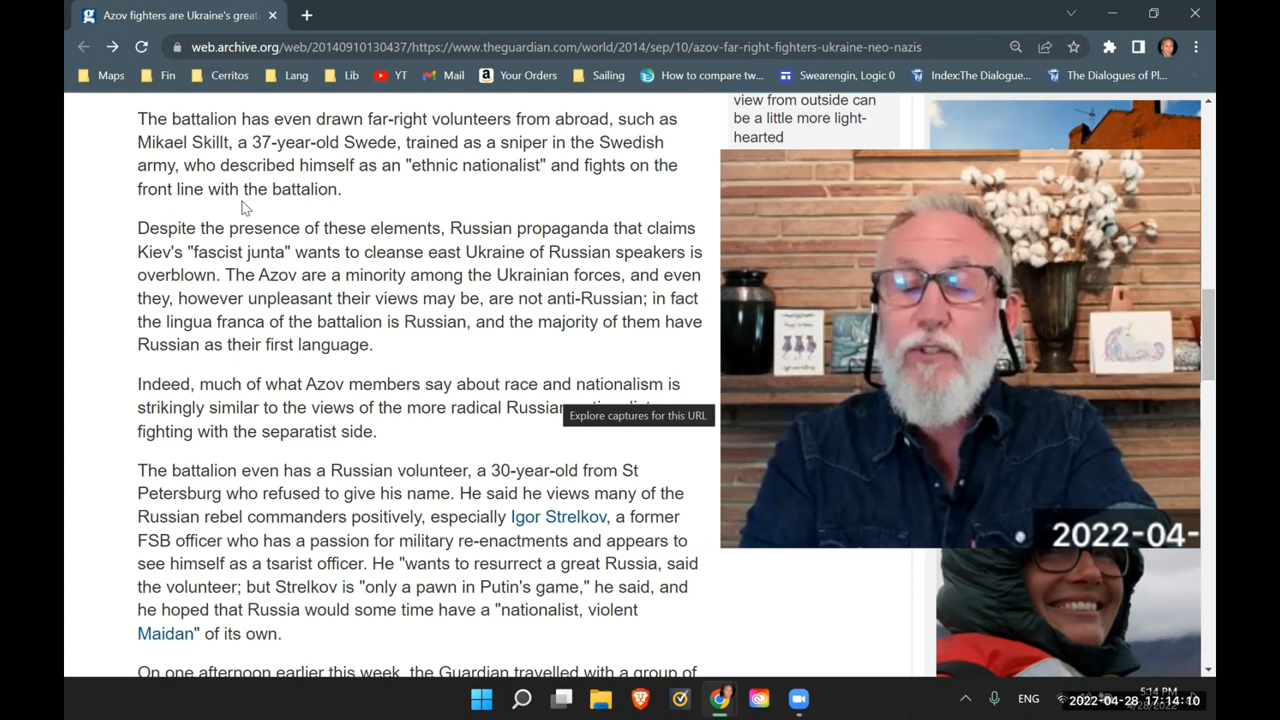 Azov fighters are Ukraine's great
web.archive.org/web/20140910130437/https://www.theguardian.com/world/2014/sep/10/azov-far-right-fighters-ukraine-neo-nazis
Maps Fin Cerritos Lang Lib YT Mail Your Orders Sailing How to compare tw... Swearengin, Logic 0 Index:The Dialogue... The Dialogues of Pl...
The battalion has even drawn far-right volunteers from abroad, such as
Mikael Skillt, a 37-year-old Swede, trained as a sniper in the Swedish
army, who described himself as an "ethnic nationalist" and fights on the
front line with the battalion.
Despite the presence of these elements, Russian propaganda that claims
Kiev's "fascist junta" wants to cleanse east Ukraine of Russian speakers is
overblown. The Azov are a minority among the Ukrainian forces, and even
they, however unpleasant their views may be, are not anti-Russian; in fact
the lingua franca of the battalion is Russian, and the majority of them have
Russian as their first language.
Indeed, much of what Azov members say about race and nationalism is
strikingly similar to the views of the more radical Russian
fighting with the separatist side.
Explore captures for this URL
The battalion even has a Russian volunteer, a 30-year-old from St
Petersburg who refused to give his name. He said he views many of the
Russian rebel commanders positively, especially Igor Strelkov, a former
FSB officer who has a passion for military re-enactments and appears to
see himself as a tsarist officer. He "wants to resurrect a great Russia, said
the volunteer; but Strelkov is "only a pawn in Putin's game," he said, and
he hoped that Russia would some time have a "nationalist, violent
Maidan" of its own.
On one afternoon earlier this week, the Guardian travelled with a group of
view from outside can
be a little more light-
hearted
2022-04-
ENG
5:14 PM
2022-04-28 17:14:10